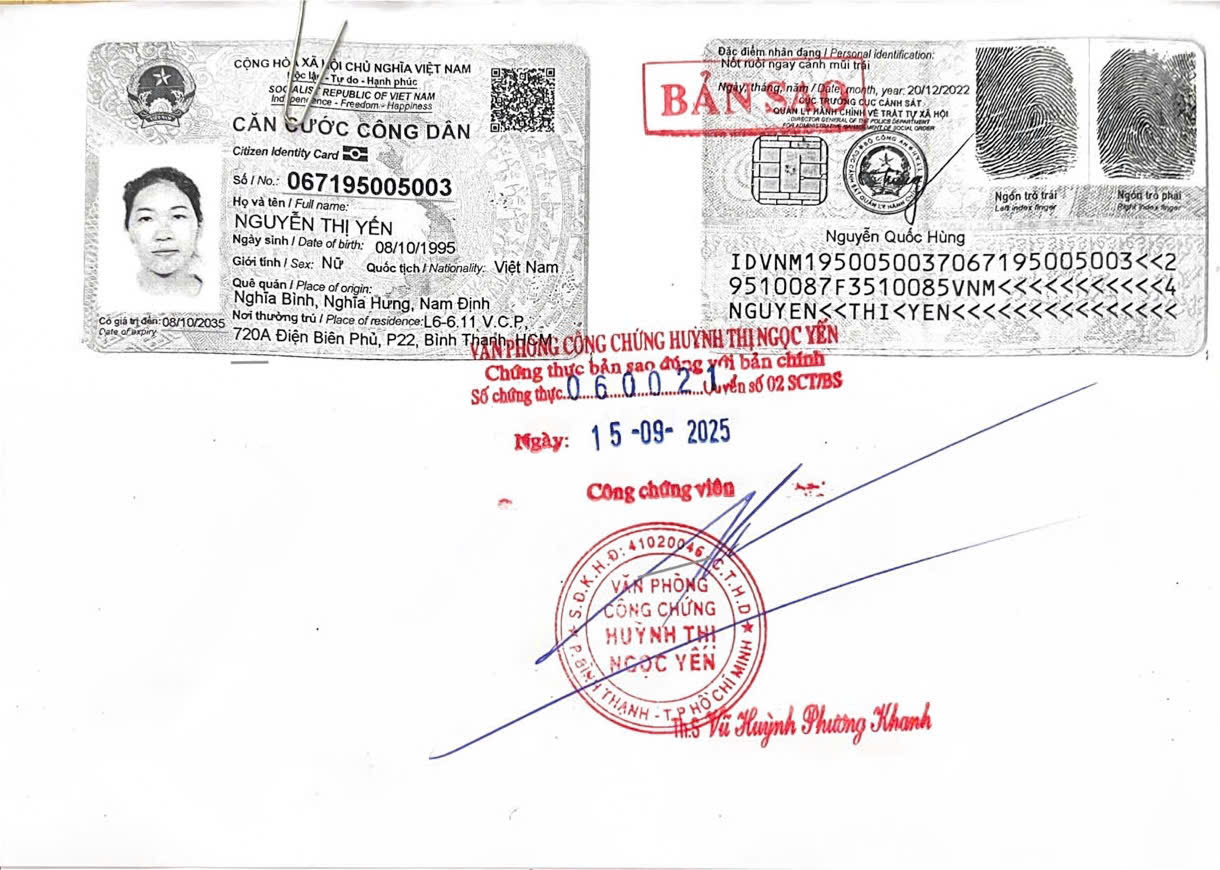 CỘNG HÒA XÃ HỘI CHỦ NGHĨA VIỆT NAM
Độc lập - Tự do - Hạnh phúc
SOCIALIST REPUBLIC OF VIET NAM
Independence - Freedom - Happiness
CĂN CƯỚC CÔNG DÂN
Citizen Identity Card
Số / No.: 067195005003
Họ và tên / Full name:
NGUYỄN THỊ YẾN
Ngày sinh / Date of birth: 08/10/1995
Giới tính / Sex: Nữ Quốc tịch / Nationality: Việt Nam
Quê quán / Place of origin:
Nghĩa Bình, Nghĩa Hưng, Nam Định
Nơi thường trú / Place of residence: L6-6.11 V.C.P,
720A Điện Biên Phủ, P22, Bình Thạnh, HCM
Có giá trị đến: 08/10/2035
Date of expiry
Đặc điểm nhân dạng / Personal identification:
Nốt ruồi ngay cánh mũi trái
BẢN SAO
Ngày, tháng, năm / Date, month, year: 20/12/2022
CỤC TRƯỞNG CỤC CẢNH SÁT
QUẢN LÝ HÀNH CHÍNH VỀ TRẬT TỰ XÃ HỘI
DIRECTOR GENERAL OF THE POLICE DEPARTMENT
FOR ADMINISTRATIVE MANAGEMENT OF SOCIAL ORDER
Ngón trỏ trái
Left index finger
Ngón trỏ phải
Right index finger
Nguyễn Quốc Hùng
IDVNM1950050037067195005003<<2
9510087F3510085VNM<<<<<<<<<<<4
NGUYEN<<THI<YEN<<<<<<<<<<<<<<<
VĂN PHÒNG CÔNG CHỨNG HUỲNH THỊ NGỌC YẾN
Chứng thực bản sao đúng với bản chính
Số chứng thực 060021 Quyển số 02 SCT/BS
Ngày: 15-09-2025
Công chứng viên
S.Đ.K.H.Đ: 41020046 C.T.H.D
VĂN PHÒNG
CÔNG CHỨNG
HUỲNH THỊ
NGỌC YẾN
P.BÌNH THẠNH - T.P HỒ CHÍ MINH
Th.S Vũ Huỳnh Phương Khanh